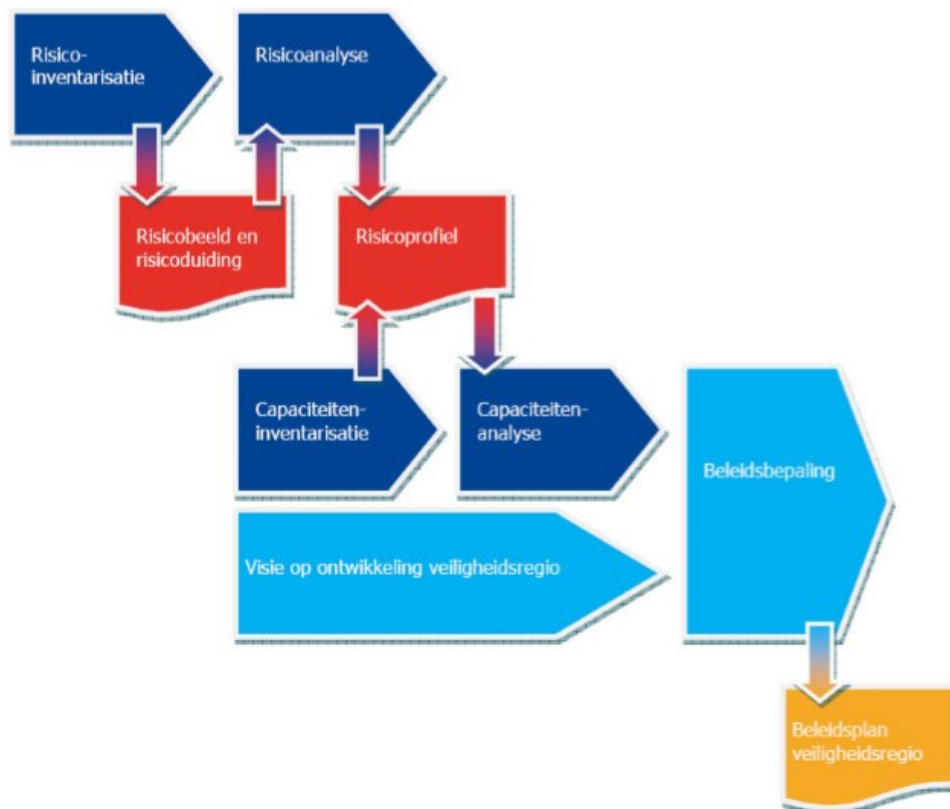 Risico-
inventarisatie
Risicoanalyse
Risicobeeld en
risicoduiding
Risicoprofiel
Capaciteiten-
inventarisatie
Capaciteiten-
analyse
Beleidsbepaling
Visie op ontwikkeling veiligheidsregio
Beleidsplan
veiligheidsregio